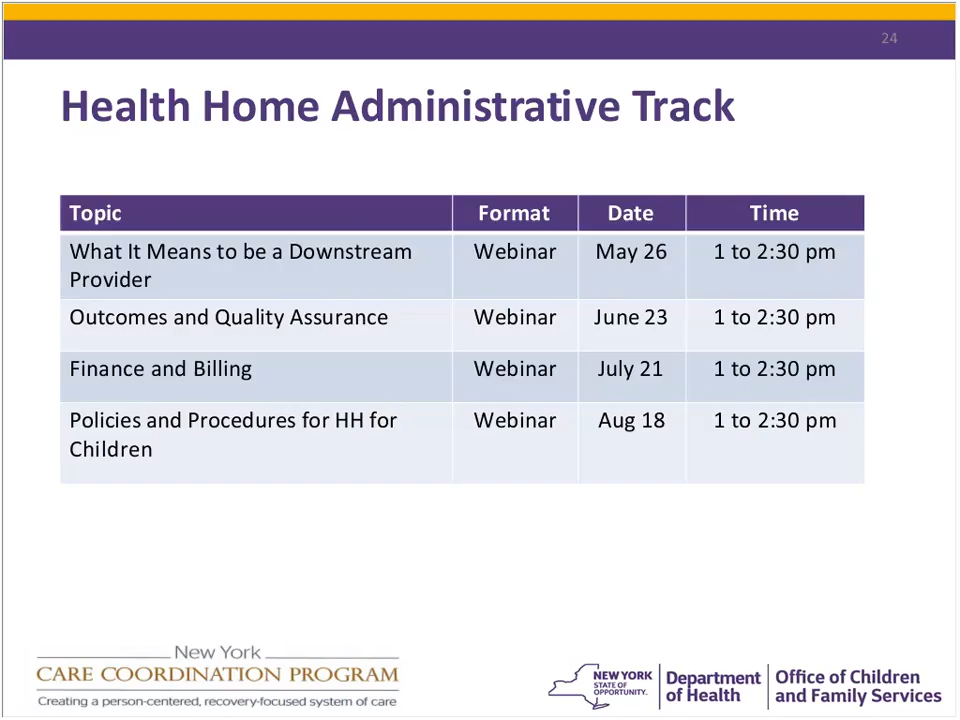 24
Health Home Administrative Track
Topic Format Date Time
What It Means to be a Downstream Provider Webinar May 26 1 to 2:30 pm
Outcomes and Quality Assurance Webinar June 23 1 to 2:30 pm
Finance and Billing Webinar July 21 1 to 2:30 pm
Policies and Procedures for HH for Children Webinar Aug 18 1 to 2:30 pm
New York
CARE COORDINATION PROGRAM
Creating a person-centered, recovery-focused system of care
NEW YORK
STATE OF
OPPORTUNITY.
Department
of Health
Office of Children
and Family Services